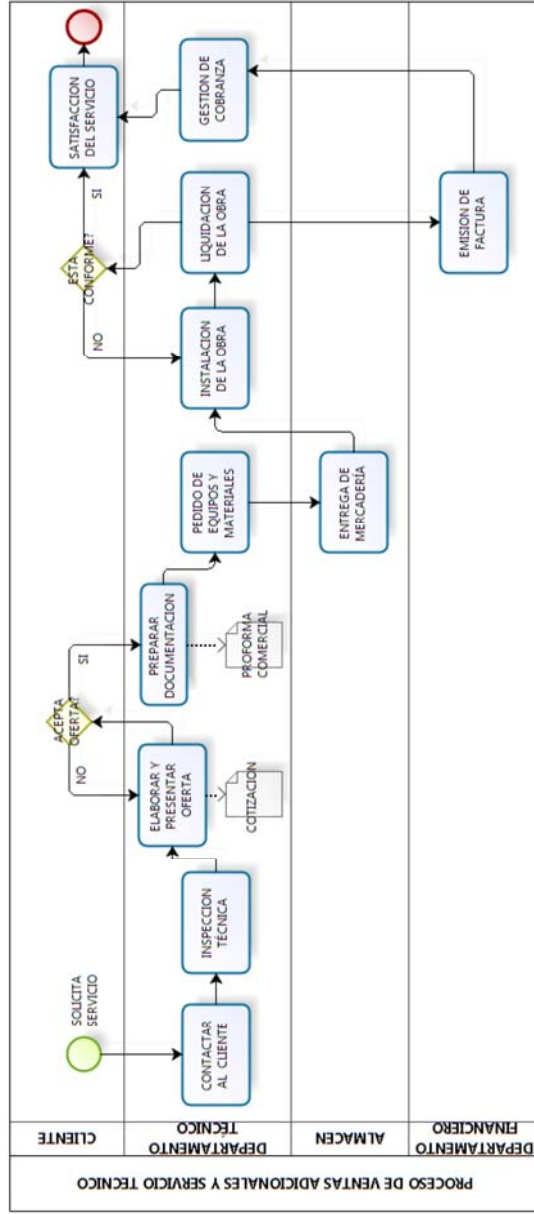 PROCESO DE VENTAS ADICIONALES Y SERVICIO TECNICO
CLIENTE
DEPARTAMENTO
TÉCNICO
ALMACEN
DEPARTAMENTO
FINANCIERO
SOLICITA
SERVICIO
CONTACTAR
AL CLIENTE
INSPECCION
TÉCNICA
ELABORAR Y
PRESENTAR
OFERTA
COTIZACION
ACEPTA
OFERTA?
NO
SI
PREPARAR
DOCUMENTACION
PROFORMA
COMERCIAL
PEDIDO DE
EQUIPOS Y
MATERIALES
ENTREGA DE
MERCADERÍA
INSTALACION
DE LA OBRA
LIQUIDACION
DE LA OBRA
ESTA
CONFORME?
NO
SI
EMISION DE
FACTURA
GESTION DE
COBRANZA
SATISFACCION
DEL SERVICIO